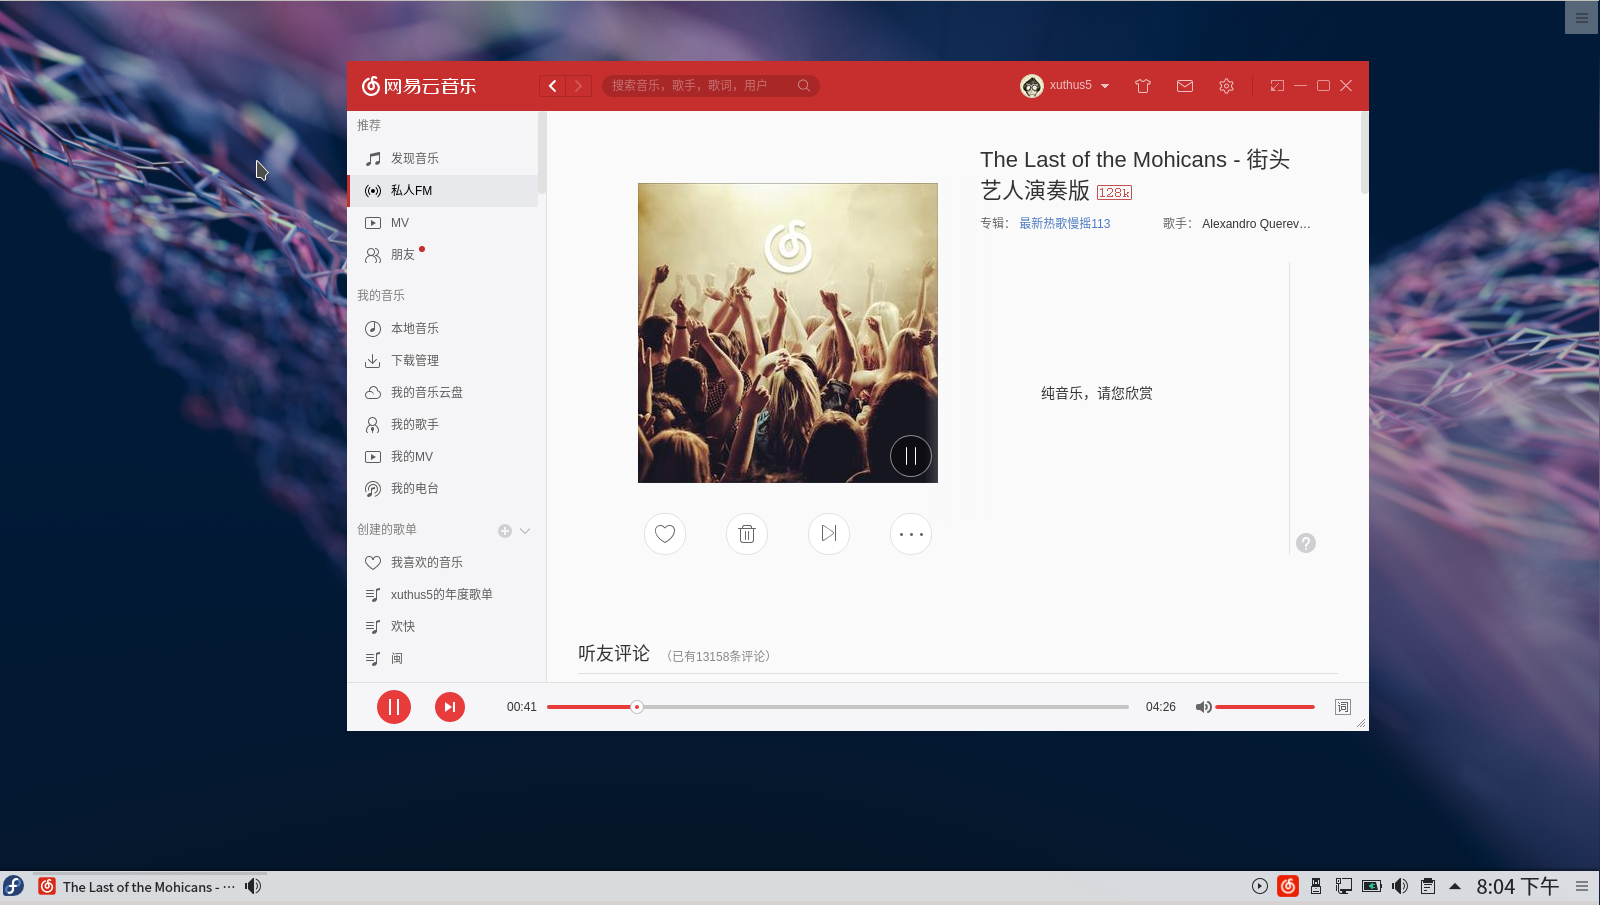 网易云音乐
搜索音乐，歌手，歌词，用户
xuthus5
推荐
发现音乐
私人FM
MV
朋友
我的音乐
本地音乐
下载管理
我的音乐云盘
我的歌手
我的MV
我的电台
创建的歌单
我喜欢的音乐
xuthus5的年度歌单
欢快
闽
The Last of the Mohicans - 街头
艺人演奏版 128k
专辑： 最新热歌慢摇113 歌手： Alexandro Querev...
纯音乐，请您欣赏
?
听友评论 （已有13158条评论）
00:41 04:26 词
The Last of the Mohicans - ···
8:04 下午